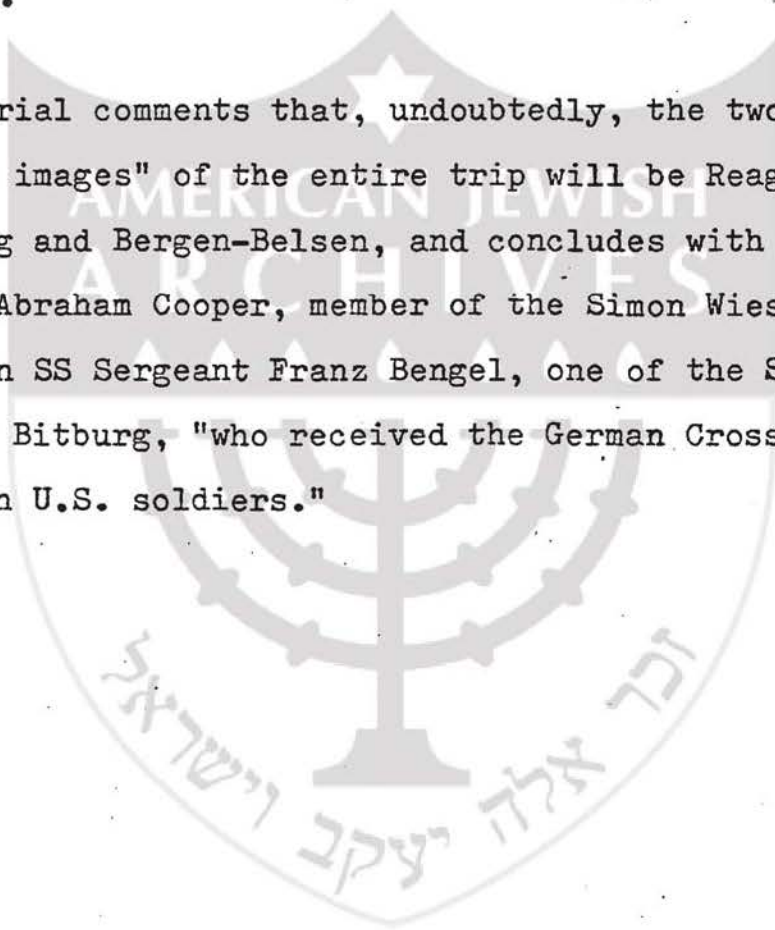 rial comments that, undoubtedly, the two
images" of the entire trip will be Reag
AMERICAN JEWISH
g and Bergen-Belsen, and concludes with
ARCHIVES
Abraham Cooper, member of the Simon Wies
n SS Sergeant Franz Bengel, one of the S
Bitburg, "who received the German Cross
n U.S. soldiers."
זכר אלה יעקב וישראל